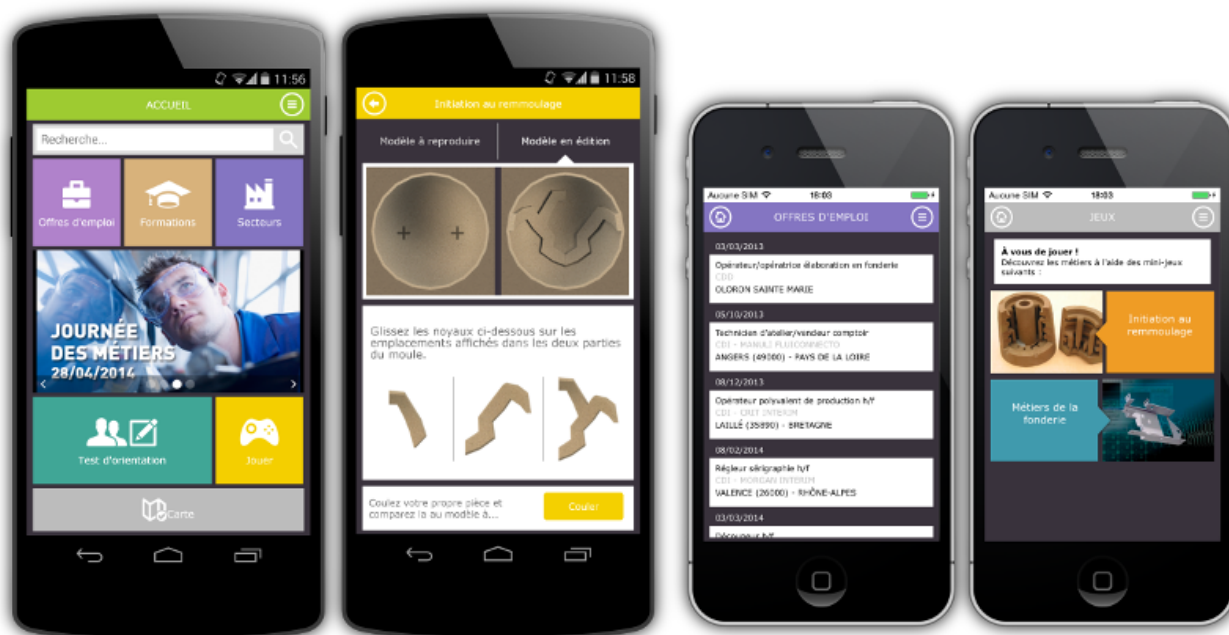 11:56
ACCUEIL
Recherche...
Offres d'emploi
Formations
Secteurs
JOURNÉE
DES MÉTIERS
28/04/2014
Test d'orientation
Jouer
Carte
11:58
Initiation au remmoulage
Modèle à reproduire
Modèle en édition
Glissez les noyaux ci-dessous sur les
emplacements affichés dans les deux parties
du moule.
Coulez votre propre pièce et
comparez la au modèle à...
Couler
Aucune SIM 18:03
OFFRES D'EMPLOI
03/03/2013
Opérateur/opératrice élaboration en fonderie
CDD
OLORON SAINTE MARIE
05/10/2013
Technicien d'atelier/vendeur comptoir
CDI - MANULI FLUICONNECTO
ANGERS (49000) - PAYS DE LA LOIRE
08/12/2013
Opérateur polyvalent de production h/f
CDI - CRIT INTERIM
LAILLÉ (35890) - BRETAGNE
08/02/2014
Régleur sérigraphie h/f
CDI - MORGAN INTERIM
VALENCE (26000) - RHÔNE-ALPES
03/03/2014
Découpeur h/f
Aucune SIM 18:03
JEUX
À vous de jouer !
Découvrez les métiers à l'aide des mini-jeux
suivants :
Initiation au
remmoulage
Métiers de la
fonderie